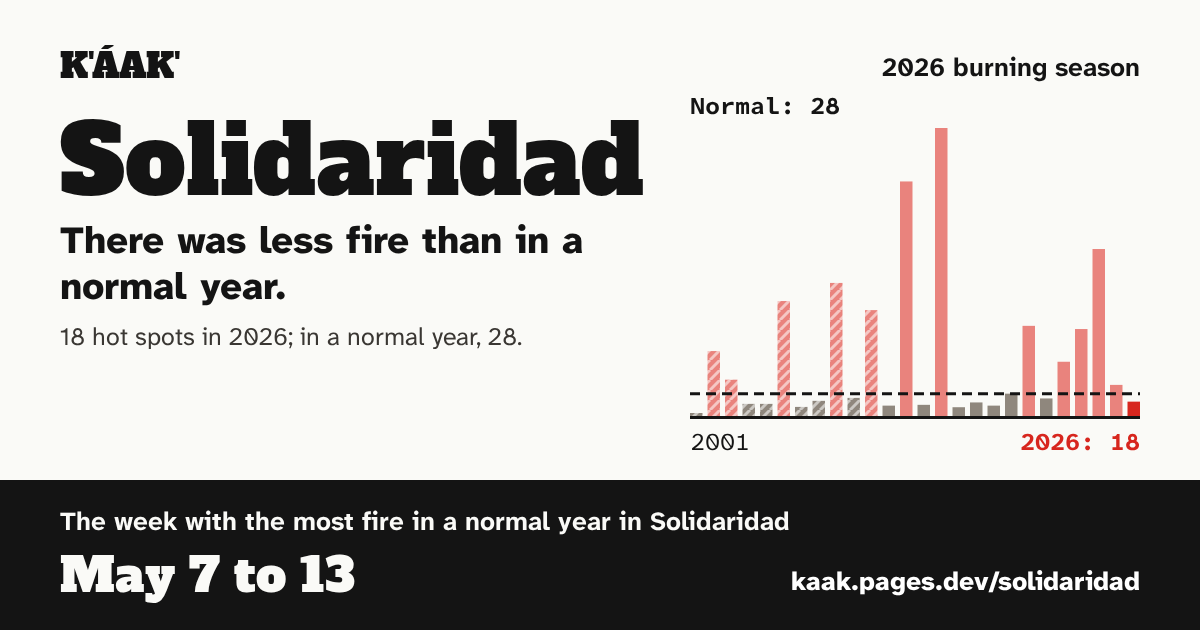 K'ÁAK'
2026 burning season
Solidaridad
There was less fire than in a
normal year.
18 hot spots in 2026; in a normal year, 28.
Normal: 28
2001
2026: 18
The week with the most fire in a normal year in Solidaridad
May 7 to 13
kaak.pages.dev/solidaridad